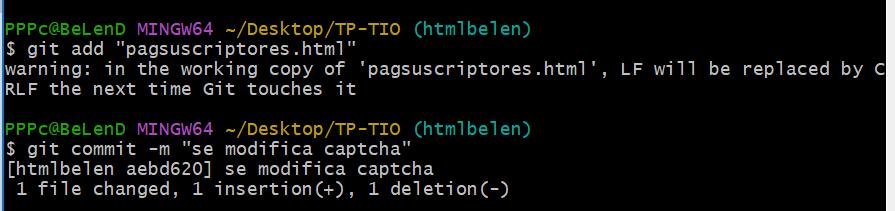 PPPc@BeLenD MINGW64 ~/Desktop/TP-TIO (htmlbelen)
$ git add "pagsuscriptores.html"
warning: in the working copy of 'pagsuscriptores.html', LF will be replaced by C
RLF the next time Git touches it
PPPc@BeLenD MINGW64 ~/Desktop/TP-TIO (htmlbelen)
$ git commit -m "se modifica captcha"
[htmlbelen aebd620] se modifica captcha
 1 file changed, 1 insertion(+), 1 deletion(-)